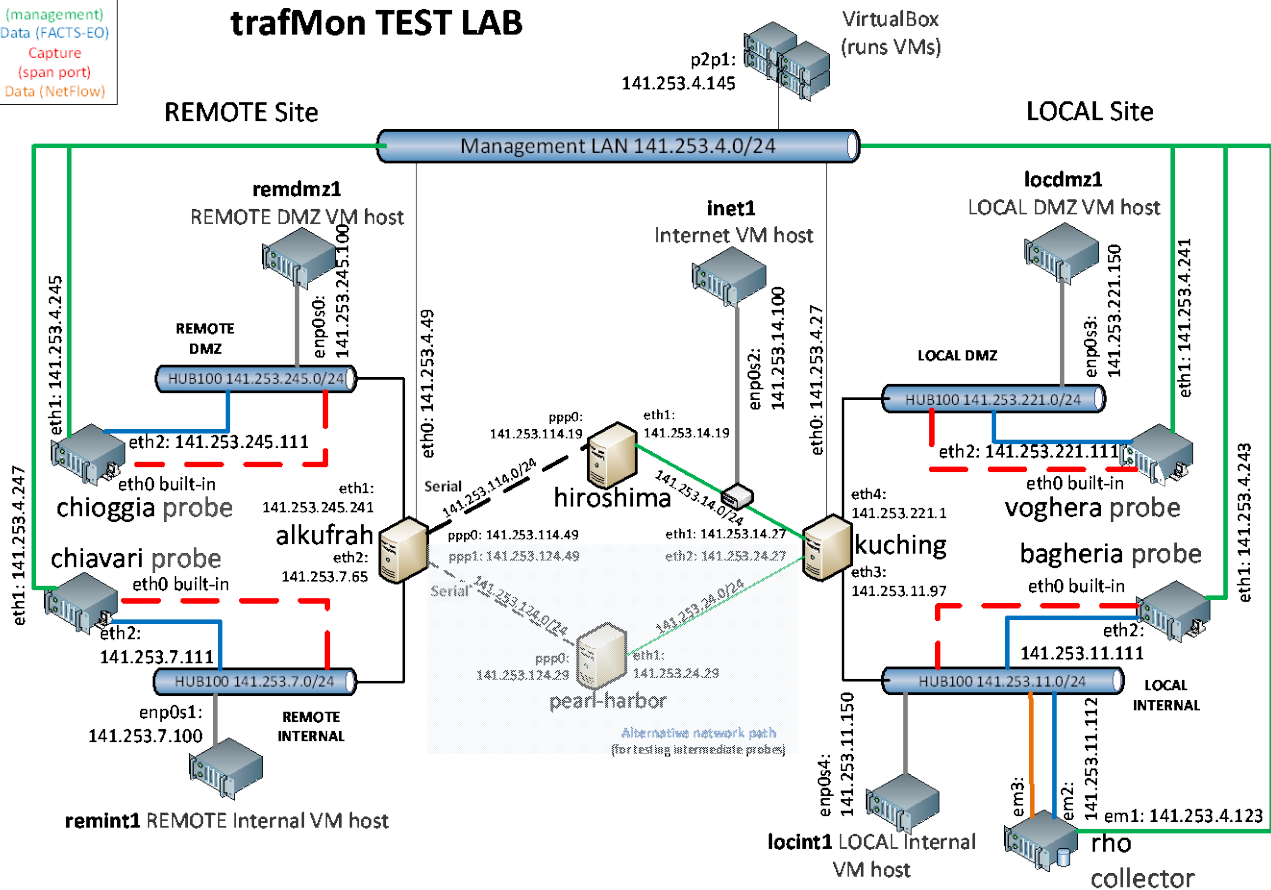 (management)
Data (FACTS-EO)
Capture
(span port)
Data (NetFlow)
trafMon TEST LAB
VirtualBox
(runs VMs)
p2p1:
141.253.4.145
REMOTE Site
LOCAL Site
Management LAN 141.253.4.0/24
remdmz1
REMOTE DMZ VM host
enp0s0:
141.253.245.100
inet1
Internet VM host
enp0s2:
141.253.14.100
locdmz1
LOCAL DMZ VM host
enp0s3:
141.253.221.150
eth1: 141.253.4.245
eth0: 141.253.4.49
eth0: 141.253.4.27
eth1: 141.253.4.241
REMOTE
DMZ
HUB100 141.253.245.0/24
LOCAL DMZ
HUB100 141.253.221.0/24
eth2: 141.253.245.111
eth0 built-in
chioggia probe
ppp0:
141.253.114.19
eth1:
141.253.14.19
hiroshima
Serial
141.253.114.0/24
141.253.14.0/24
eth2: 141.253.221.111
eth0 built-in
voghera probe
eth1: 141.253.4.247
eth1: 141.253.4.243
chiavari probe
eth0 built-in
eth2:
141.253.7.111
eth1:
141.253.245.241
alkufrah
eth2:
141.253.7.65
ppp0: 141.253.114.49
ppp1: 141.253.124.49
eth1: 141.253.14.27
eth2: 141.253.24.27
eth4:
141.253.221.1
kuching
eth3:
141.253.11.97
bagheria probe
eth0 built-in
eth2:
141.253.11.111
Serial
141.253.124.0/24
141.253.24.0/24
ppp0:
141.253.124.29
eth1:
141.253.24.29
pearl-harbor
Alternative network path
(for testing intermediate probes)
HUB100 141.253.7.0/24
REMOTE
INTERNAL
enp0s1:
141.253.7.100
remint1 REMOTE Internal VM host
HUB100 141.253.11.0/24
LOCAL
INTERNAL
enp0s4:
141.253.11.150
locint1 LOCAL Internal
VM host
em3:
em2:
141.253.11.112
em1: 141.253.4.123
rho
collector